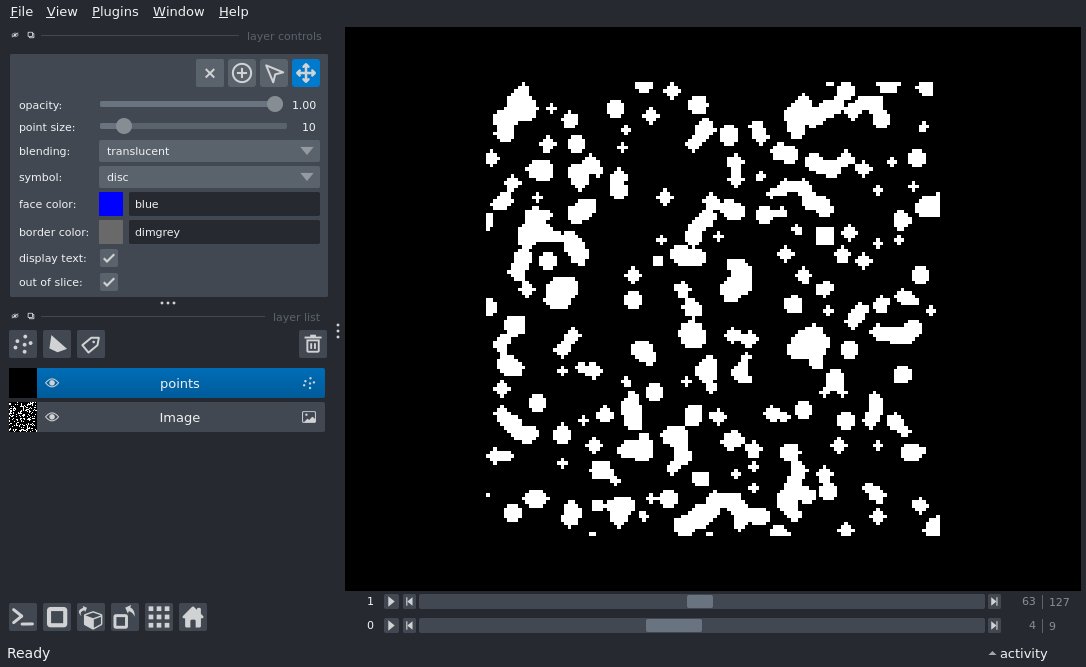 File View Plugins Window Help
layer controls
opacity: 1.00
point size: 10
blending: translucent
symbol: disc
face color: blue
border color: dimgrey
display text:
out of slice:
layer list
points
Image
1 63 127
0 4 9
Ready activity